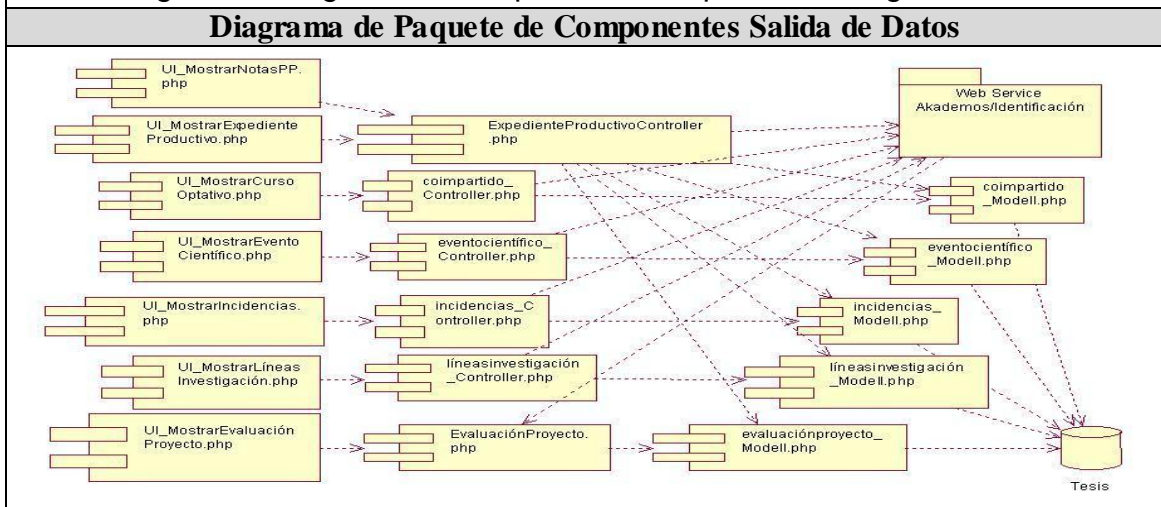 Diagrama de Paquete de Componentes Salida de Datos
UI_MostrarNotasPP.
php
Web Service
Akademos/Identificación
UI_MostrarExpediente
Productivo.php
ExpedienteProductivoController
.php
UI_MostrarCurso
Optativo.php
coimpartido_
Controller.php
coimpartido
_Modell.php
UI_MostrarEvento
Científico.php
eventocientífico_
Controller.php
eventocientífico
_Modell.php
UI_MostrarIncidencias.
php
incidencias_C
ontroller.php
incidencias_
Modell.php
UI_MostrarLíneas
Investigación.php
líneasinvestigación
_Controller.php
líneasinvestigación
_Modell.php
UI_MostrarEvaluación
Proyecto.php
EvaluaciónProyecto.
php
evaluaciónproyecto_
Modell.php
Tesis